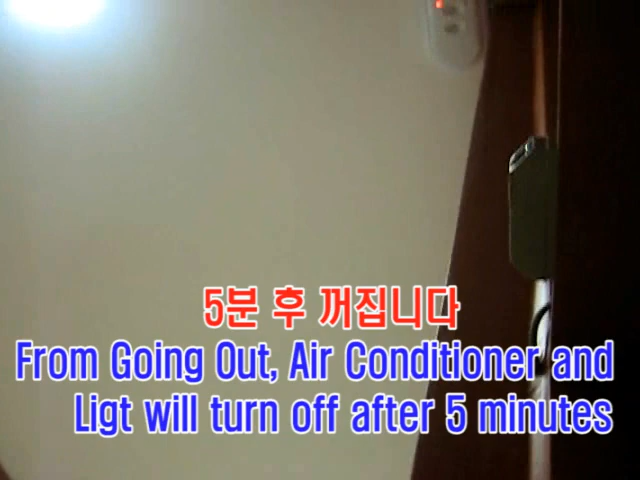 5분 후 꺼집니다
From Going Out, Air Conditioner and
Ligt will turn off after 5 minutes